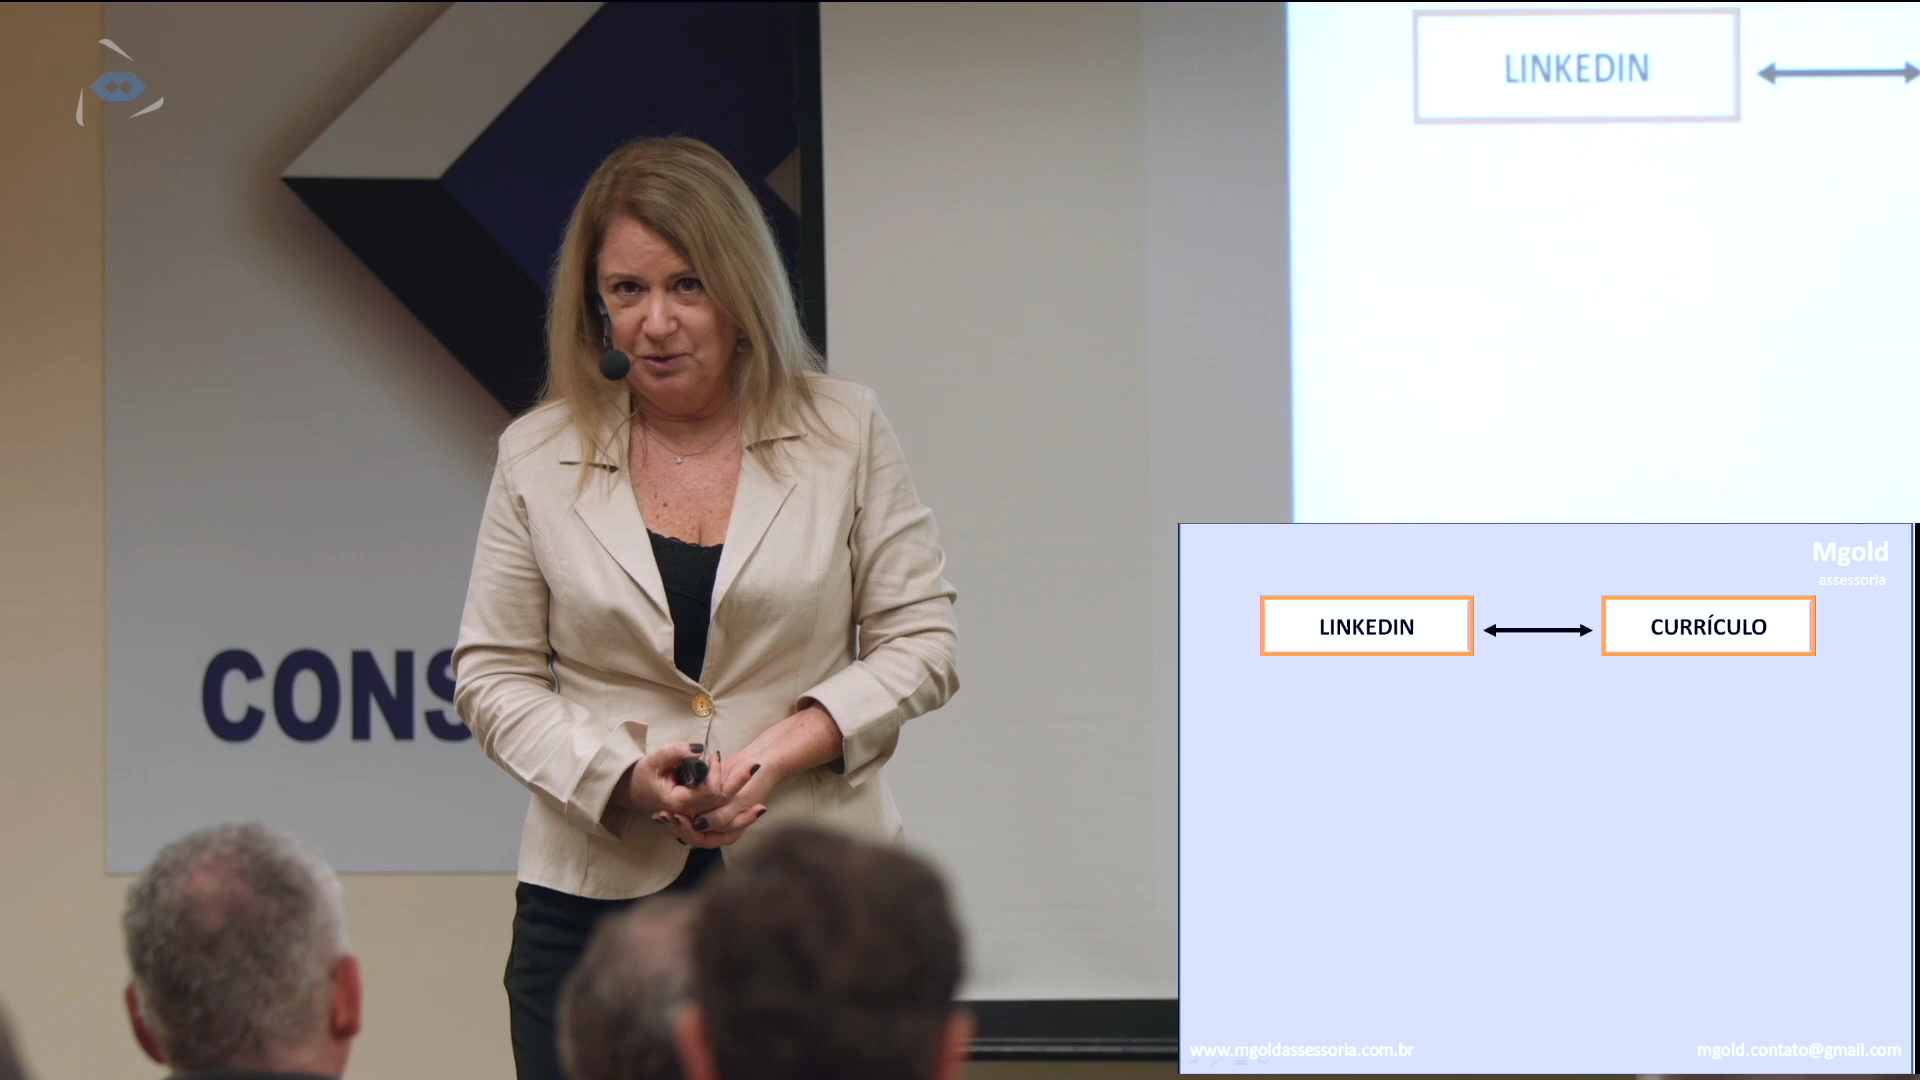 LINKEDIN
CONS
Mgold
assessoria
LINKEDIN
CURRÍCULO
www.mgoldassessoria.com.br
mgold.contato@gmail.com